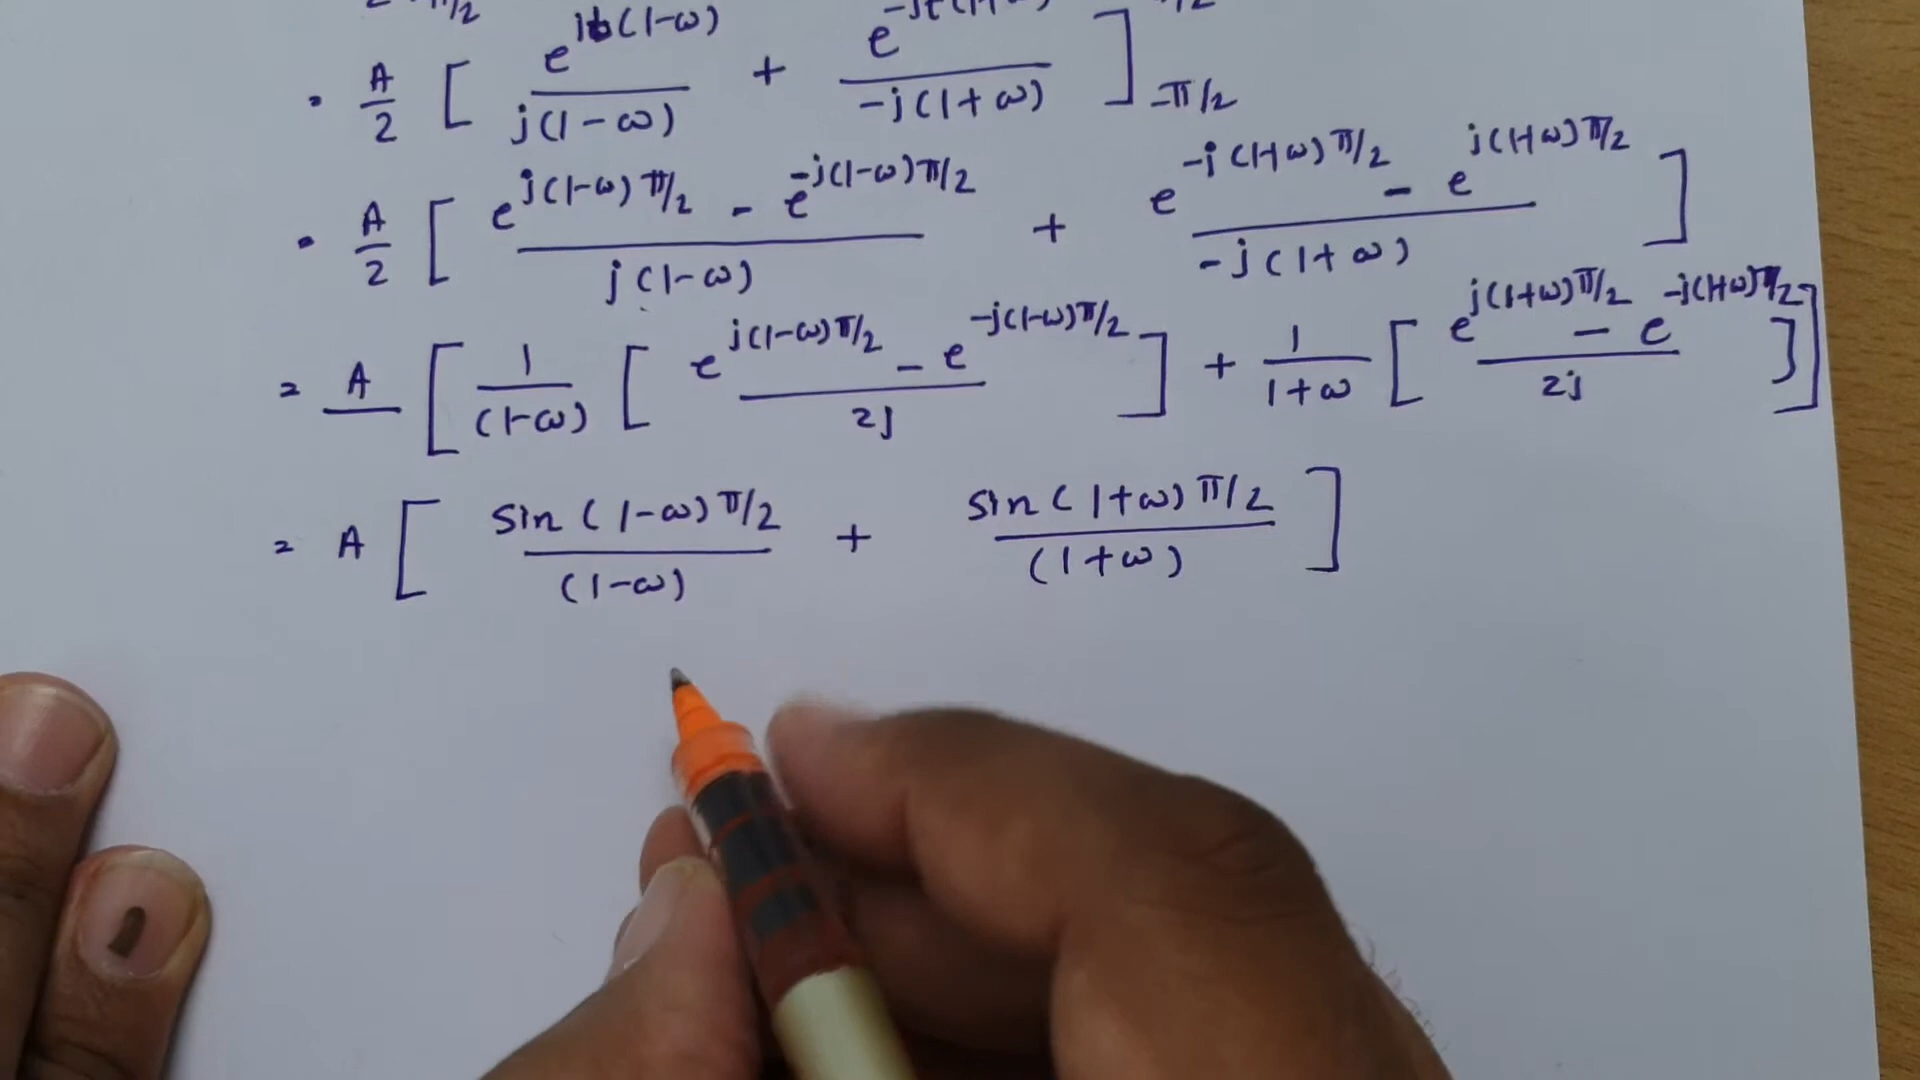 π/2
= A/2 [ e^jt(1-ω) / j(1-ω) + e^-jt(1+ω) / -j(1+ω) ] -π/2
= A/2 [ e^j(1-ω)π/2 - e^-j(1-ω)π/2 / j(1-ω) + e^-j(1+ω)π/2 - e^j(1+ω)π/2 / -j(1+ω) ]
= A [ 1/(1-ω) [ e^j(1-ω)π/2 - e^-j(1-ω)π/2 / 2j ] + 1/1+ω [ e^j(1+ω)π/2 - e^-j(1+ω)π/2 / 2j ] ]
= A [ sin(1-ω)π/2 / (1-ω) + sin(1+ω)π/2 / (1+ω) ]